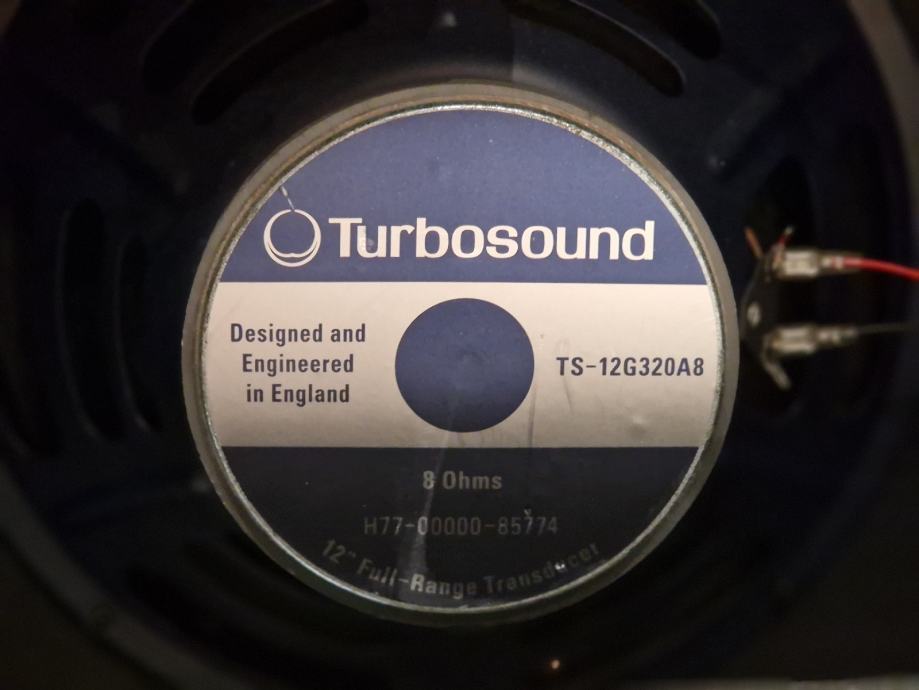 Turbosound
Designed and
Engineered
in England
TS-12G320A8
8 Ohms
H77-00000-85774
12" Full-Range Transducer